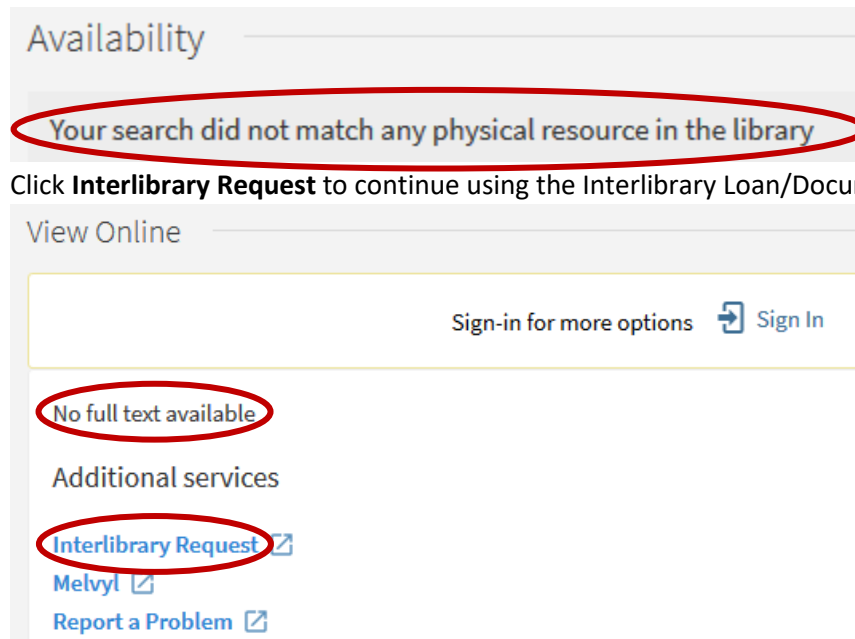 Availability
Your search did not match any physical resource in the library
Click Interlibrary Request to continue using the Interlibrary Loan/Docu
View Online
Sign-in for more options Sign In
No full text available
Additional services
Interlibrary Request
Melvyl
Report a Problem